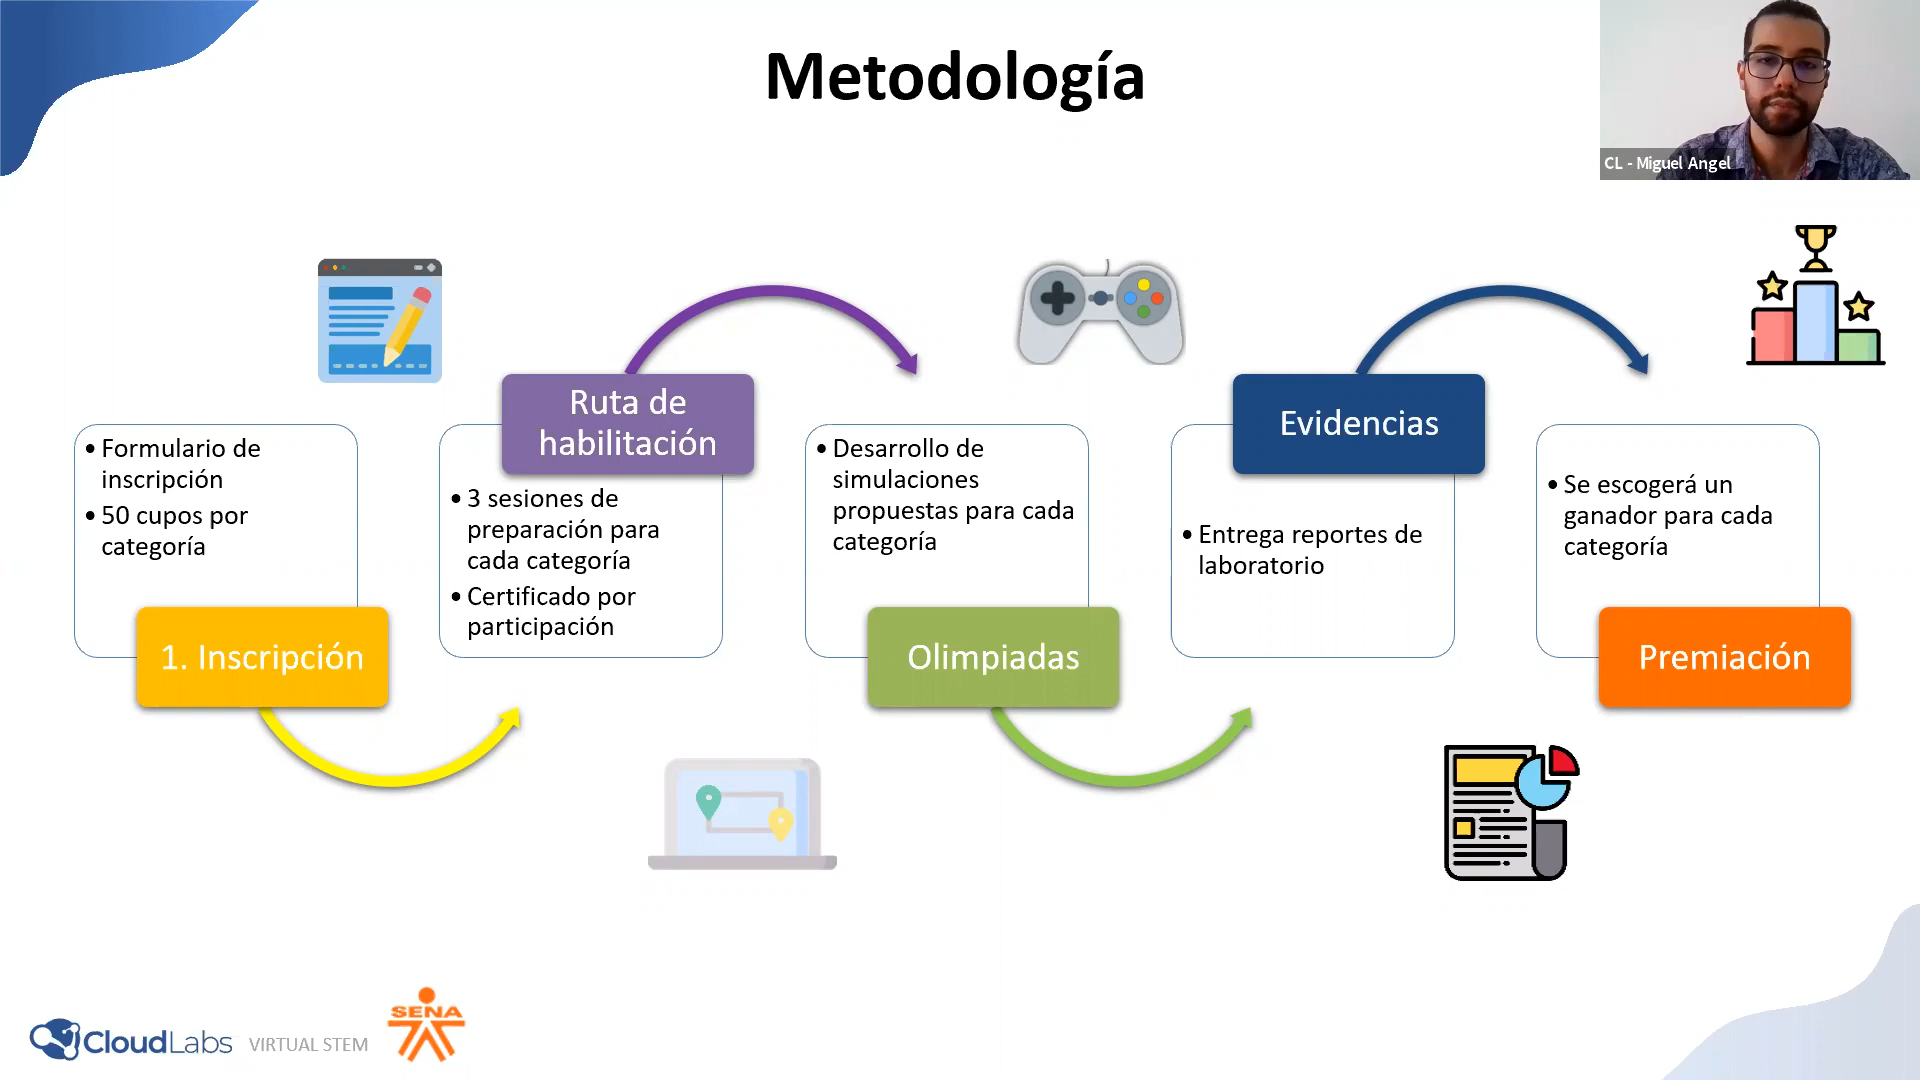 Metodología
CL - Miguel Angel
• Formulario de
inscripción
• 50 cupos por
categoría
1. Inscripción
Ruta de
habilitación
• 3 sesiones de
preparación para
cada categoría
• Certificado por
participación
• Desarrollo de
simulaciones
propuestas para cada
categoría
Olimpiadas
Evidencias
• Entrega reportes de
laboratorio
• Se escogerá un
ganador para cada
categoría
Premiación
CloudLabs VIRTUAL STEM
SENA